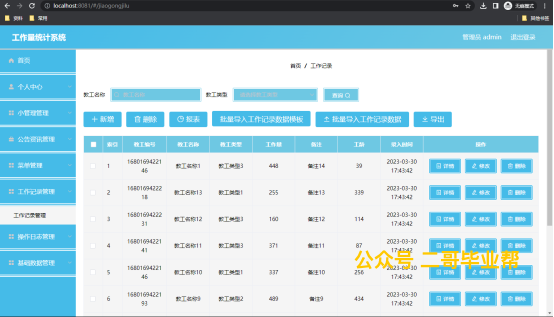 localhost:8081/#/jiaogongjilu
无痕模式
资料 常用 其他书签
工作量统计系统 管理员 admin 退出登录
首页
个人中心
首页 / 工作记录
教工名称 教工名称 教工类型
查询
小管理管理
新增 删除 报表 批量导入工作记录数据模板 批量导入工作记录数据 导出
公告资讯管理
索引 教工编号 教工名称 教工类型 工作量 备注 工龄 录入时间 操作
菜单管理
1 1680169422146 教工名称1 教工类型3 448 备注14 39 2023-03-30 17:43:42 详情 修改 删除
工作记录管理
2 1680169422218 教工名称13 教工类型1 255 备注13 339 2023-03-30 17:43:42 详情 修改 删除
工作记录管理
3 1680169422231 教工名称12 教工类型3 160 备注12 114 2023-03-30 17:43:42 详情 修改 删除
操作日志管理
4 1680169422141 教工名称11 教工类型3 371 备注11 87 2023-03-30 17:43:42 详情 修改 删除
公众号 二哥毕业帮
基础数据管理
5 1680169422146 教工名称10 教工类型1 337 备注10 256 17:43:42 详情 修改 删除
6 1680169422193 教工名称9 教工类型2 489 备注9 434 2023-03-30 17:43:42 详情 修改 删除